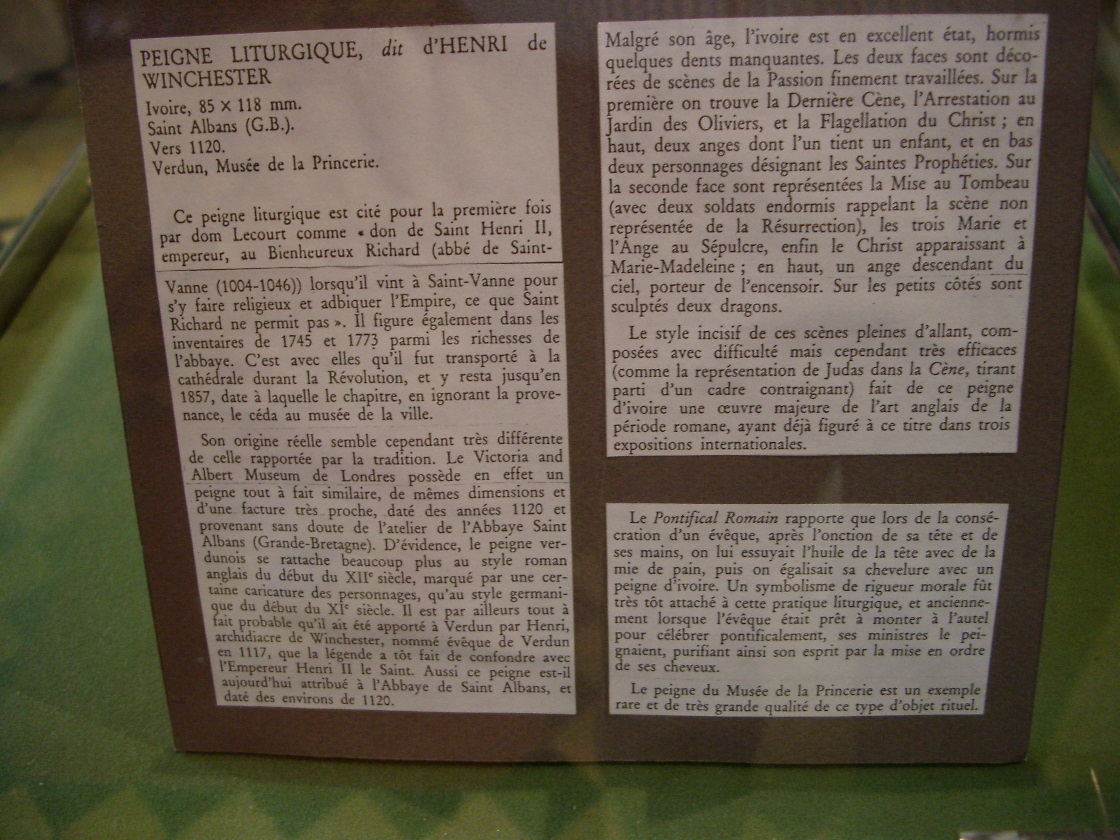 PEIGNE LITURGIQUE, dit d'HENRI de
WINCHESTER
Ivoire, 85 × 118 mm.
Saint Albans (G.B.).
Vers 1120.
Verdun, Musée de la Princerie.
Ce peigne liturgique est cité pour la première fois
par dom Lecourt comme « don de Saint Henri II,
empereur, au Bienheureux Richard (abbé de Saint-
Vanne (1004-1046)) lorsqu'il vint à Saint-Vanne pour
s'y faire religieux et adbiquer l'Empire, ce que Saint
Richard ne permit pas ». Il figure également dans les
inventaires de 1745 et 1773 parmi les richesses de
l'abbaye. C'est avec elles qu'il fut transporté à la
cathédrale durant la Révolution, et y resta jusqu'en
1857, date à laquelle le chapitre, en ignorant la prove-
nance, le céda au musée de la ville.
Son origine réelle semble cependant très différente
de celle rapportée par la tradition. Le Victoria and
Albert Museum de Londres possède en effet un
peigne tout à fait similaire, de mêmes dimensions et
d'une facture très proche, daté des années 1120 et
provenant sans doute de l'atelier de l'Abbaye Saint
Albans (Grande-Bretagne). D'évidence, le peigne ver-
dunois se rattache beaucoup plus au style roman
anglais du début du XIIe siècle, marqué par une cer-
taine caricature des personnages, qu'au style germani-
que du début du XIe siècle. Il est par ailleurs tout à
fait probable qu'il ait été apporté à Verdun par Henri,
archidiacre de Winchester, nommé évêque de Verdun
en 1117, que la légende a tôt fait de confondre avec
l'Empereur Henri II le Saint. Aussi ce peigne est-il
aujourd'hui attribué à l'Abbaye de Saint Albans, et
daté des environs de 1120.
Malgré son âge, l'ivoire est en excellent état, hormis
quelques dents manquantes. Les deux faces sont déco-
rées de scènes de la Passion finement travaillées. Sur la
première on trouve la Dernière Cène, l'Arrestation au
Jardin des Oliviers, et la Flagellation du Christ ; en
haut, deux anges dont l'un tient un enfant, et en bas
deux personnages désignant les Saintes Prophéties. Sur
la seconde face sont représentées la Mise au Tombeau
(avec deux soldats endormis rappelant la scène non
représentée de la Résurrection), les trois Marie et
l'Ange au Sépulcre, enfin le Christ apparaissant à
Marie-Madeleine ; en haut, un ange descendant du
ciel, porteur de l'encensoir. Sur les petits côtés sont
sculptés deux dragons.
Le style incisif de ces scènes pleines d'allant, com-
posées avec difficulté mais cependant très efficaces
(comme la représentation de Judas dans la Cène, tirant
parti d'un cadre contraignant) fait de ce peigne
d'ivoire une œuvre majeure de l'art anglais de la
période romane, ayant déjà figuré à ce titre dans trois
expositions internationales.
Le Pontifical Romain rapporte que lors de la consé-
cration d'un évêque, après l'onction de sa tête et de
ses mains, on lui essuyait l'huile de la tête avec de la
mie de pain, puis on égalisait sa chevelure avec un
peigne d'ivoire. Un symbolisme de rigueur morale fût
très tôt attaché à cette pratique liturgique, et ancienne-
ment lorsque l'évêque était prêt à monter à l'autel
pour célébrer pontificalement, ses ministres le pei-
gnaient, purifiant ainsi son esprit par la mise en ordre
de ses cheveux.
Le peigne du Musée de la Princerie est un exemple
rare et de très grande qualité de ce type d'objet rituel.